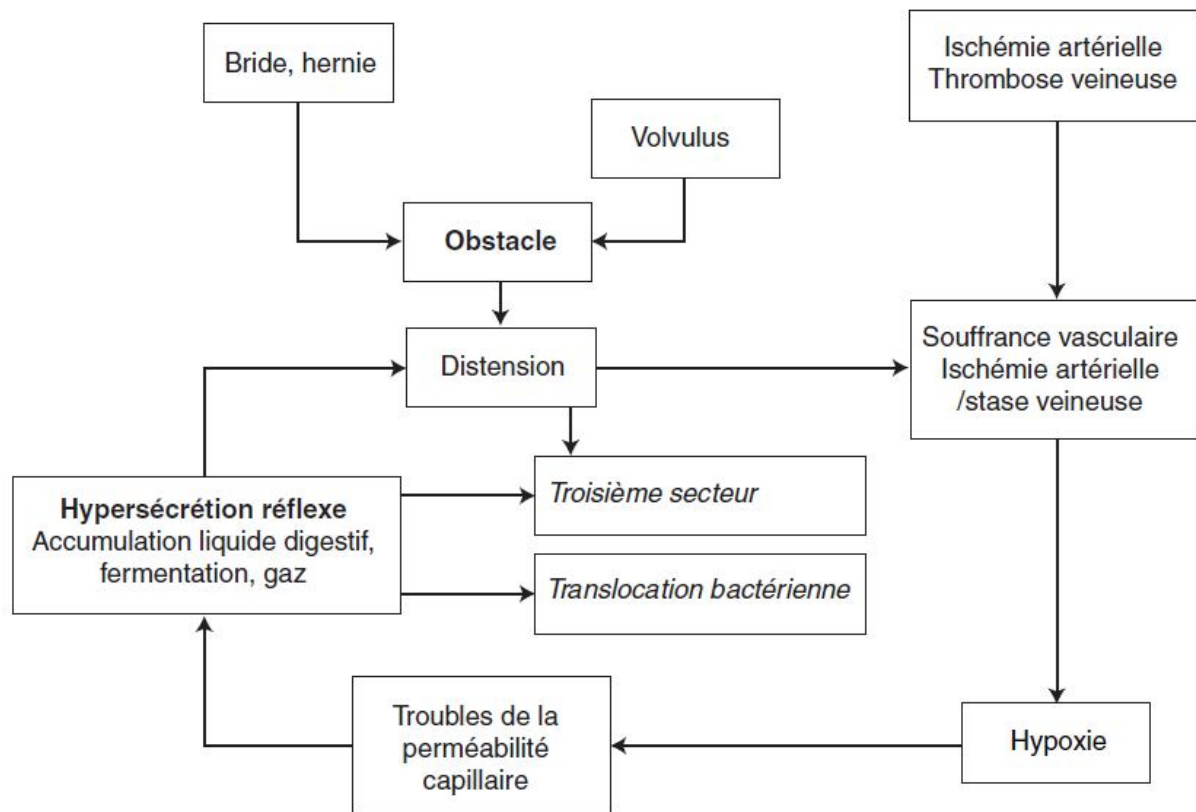 Bride, hernie
Ischémie artérielle
Thrombose veineuse
Volvulus
Obstacle
Distension
Souffrance vasculaire
Ischémie artérielle
/stase veineuse
Hypersécrétion réflexe
Accumulation liquide digestif,
fermentation, gaz
Troisième secteur
Translocation bactérienne
Troubles de la
perméabilité
capillaire
Hypoxie